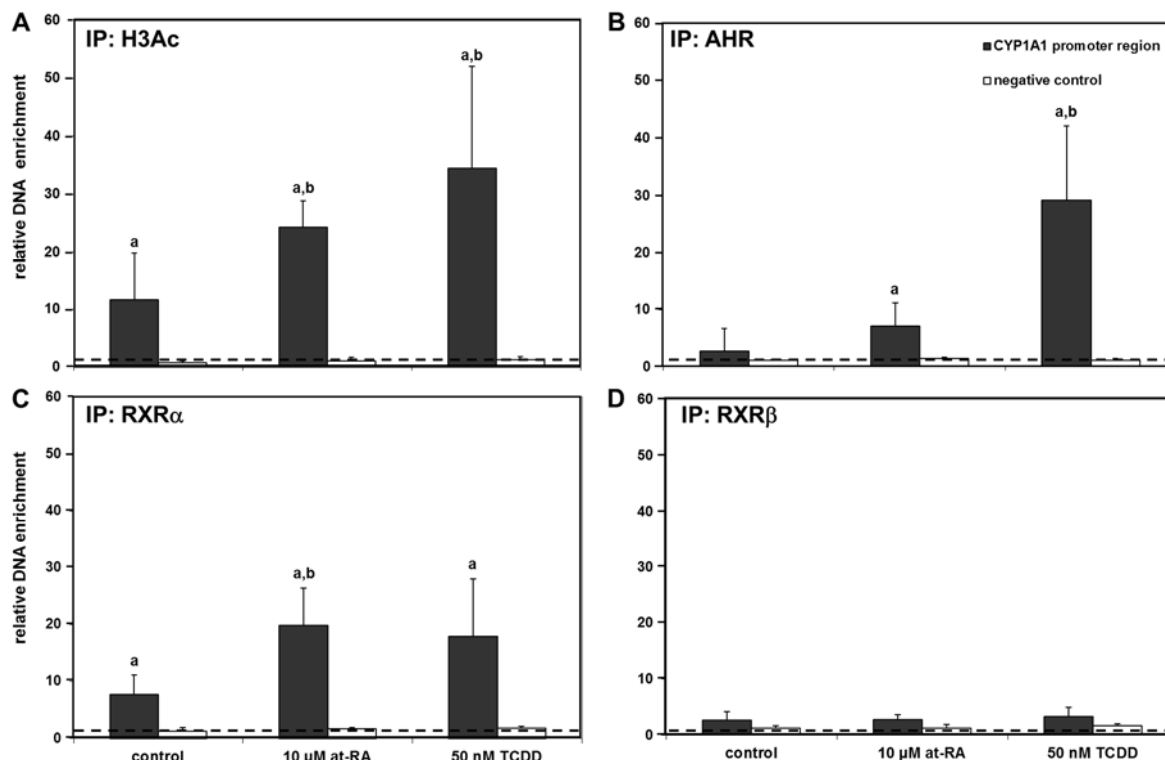 A
IP: H3Ac
relative DNA enrichment
60
50
40
30
20
10
0
a
a,b
a,b
B
IP: AHR
CYP1A1 promoter region
negative control
60
50
40
30
20
10
0
a
a,b
C
IP: RXRα
relative DNA enrichment
60
50
40
30
20
10
0
a
a,b
a
control
10 µM at-RA
50 nM TCDD
D
IP: RXRβ
60
50
40
30
20
10
0
control
10 µM at-RA
50 nM TCDD